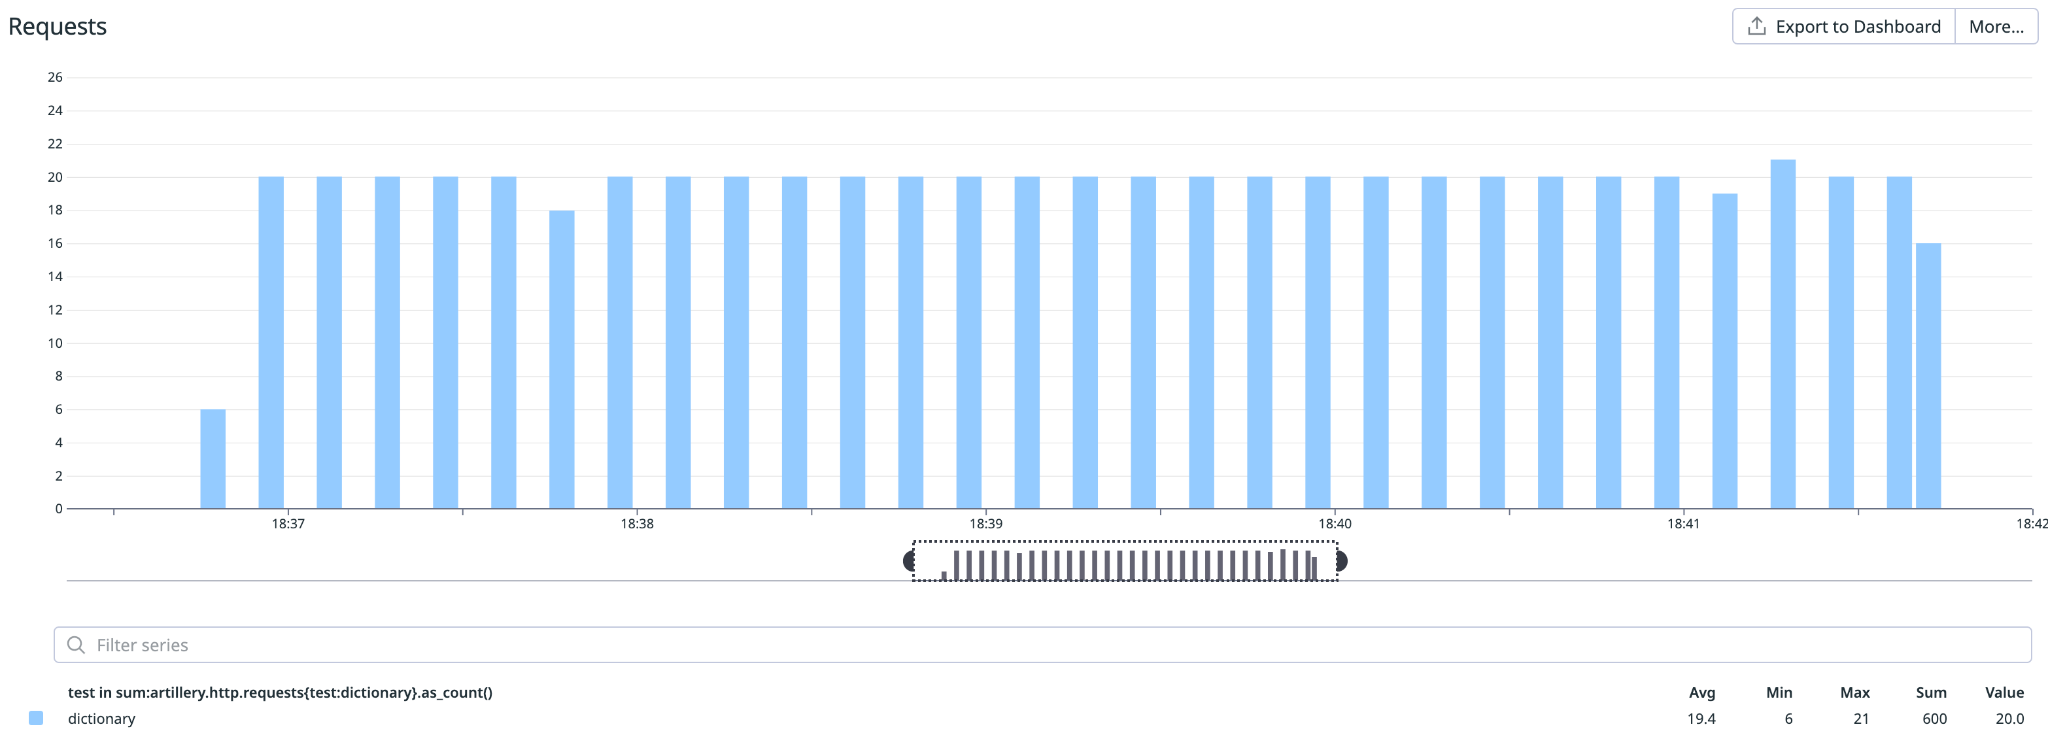 Requests
Export to Dashboard
More...
26
24
22
20
18
16
14
12
10
8
6
4
2
0
18:37 18:38 18:39 18:40 18:41 18:42
Filter series
test in sum:artillery.http.requests{test:dictionary}.as_count() Avg Min Max Sum Value
dictionary 19.4 6 21 600 20.0